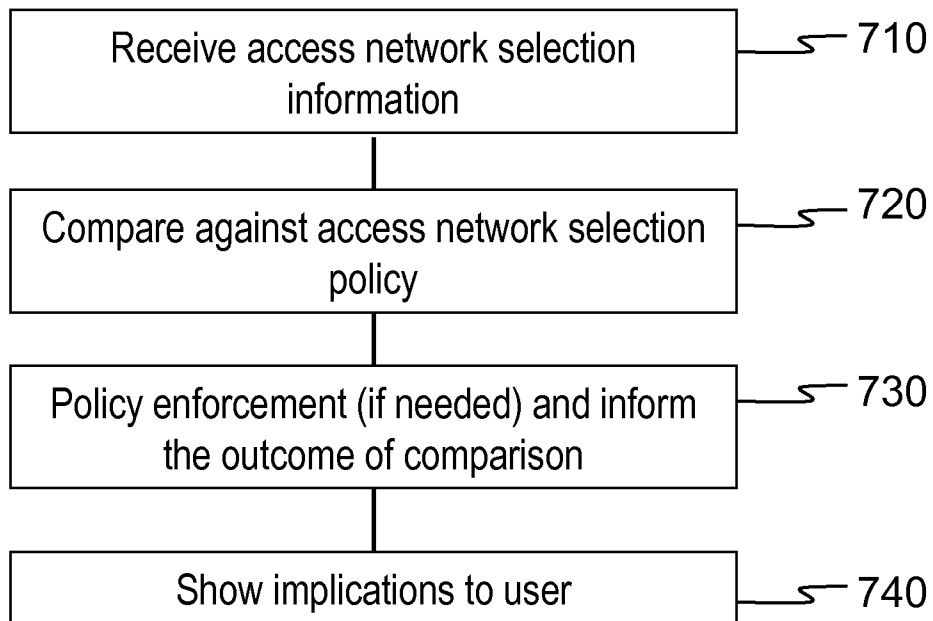 Receive access network selection
information
710
Compare against access network selection
policy
720
Policy enforcement (if needed) and inform
the outcome of comparison
730
Show implications to user
740